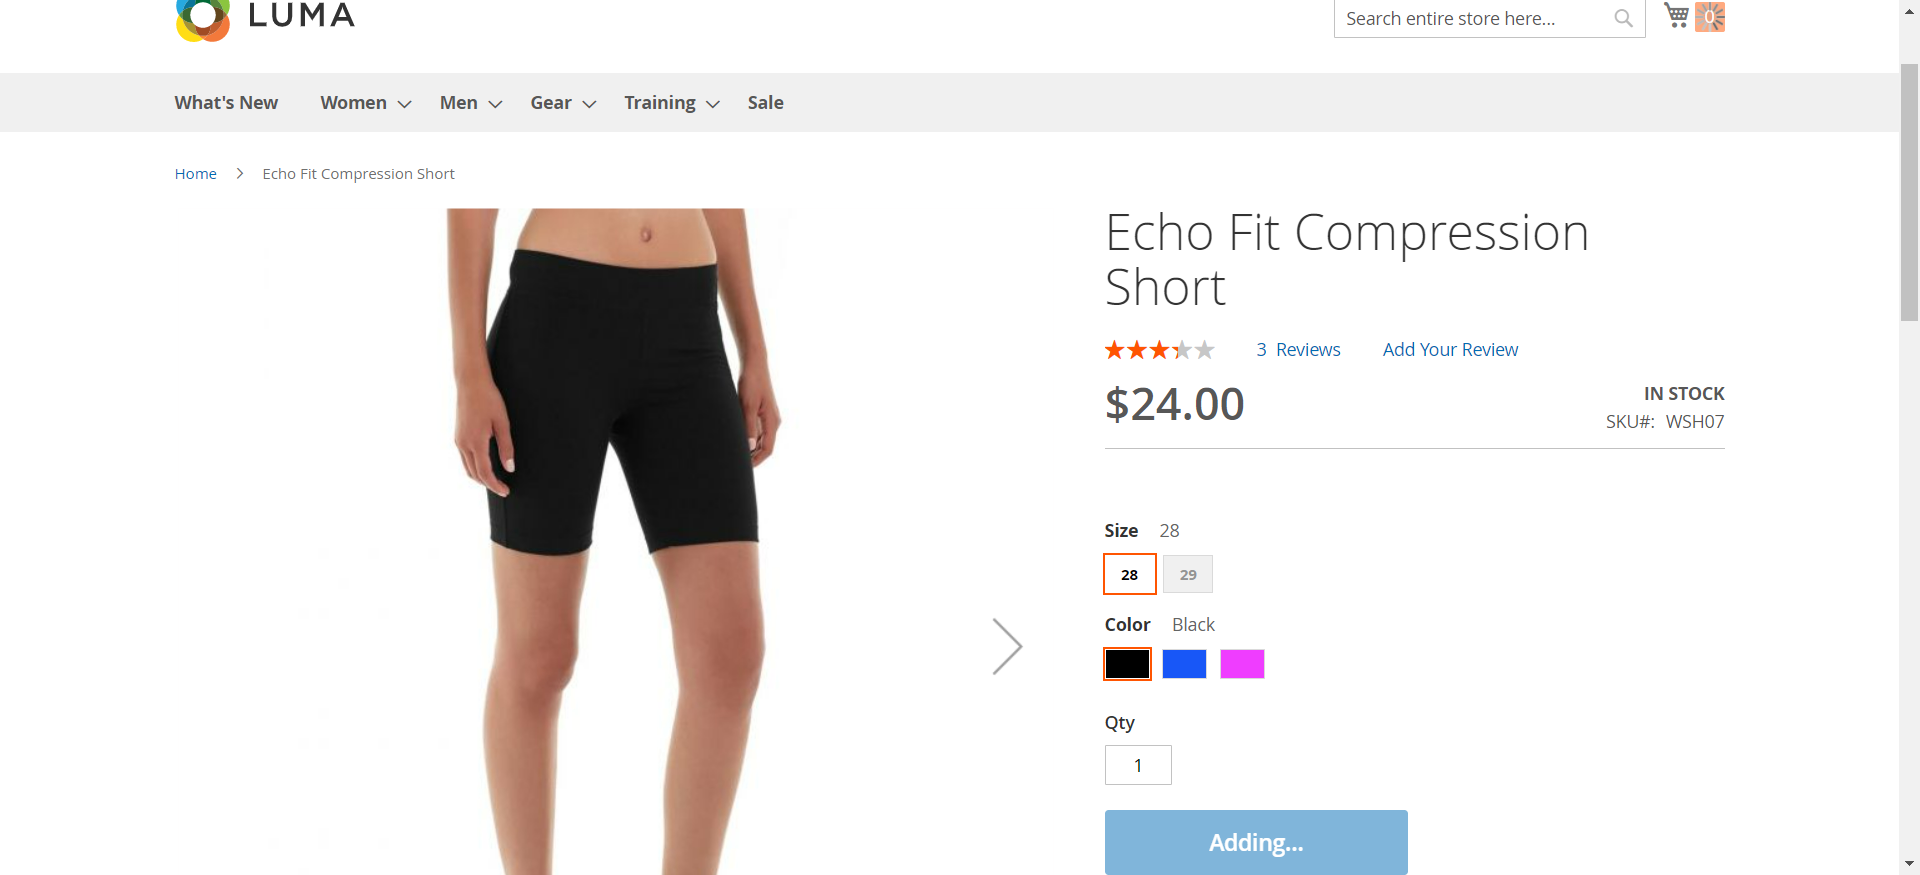 LUMA
Search entire store here...
0
What's New Women Men Gear Training Sale
Home Echo Fit Compression Short
Echo Fit Compression
Short
3 Reviews Add Your Review
$24.00
IN STOCK
SKU#: WSH07
Size 28
28 29
Color Black
Qty
1
Adding...